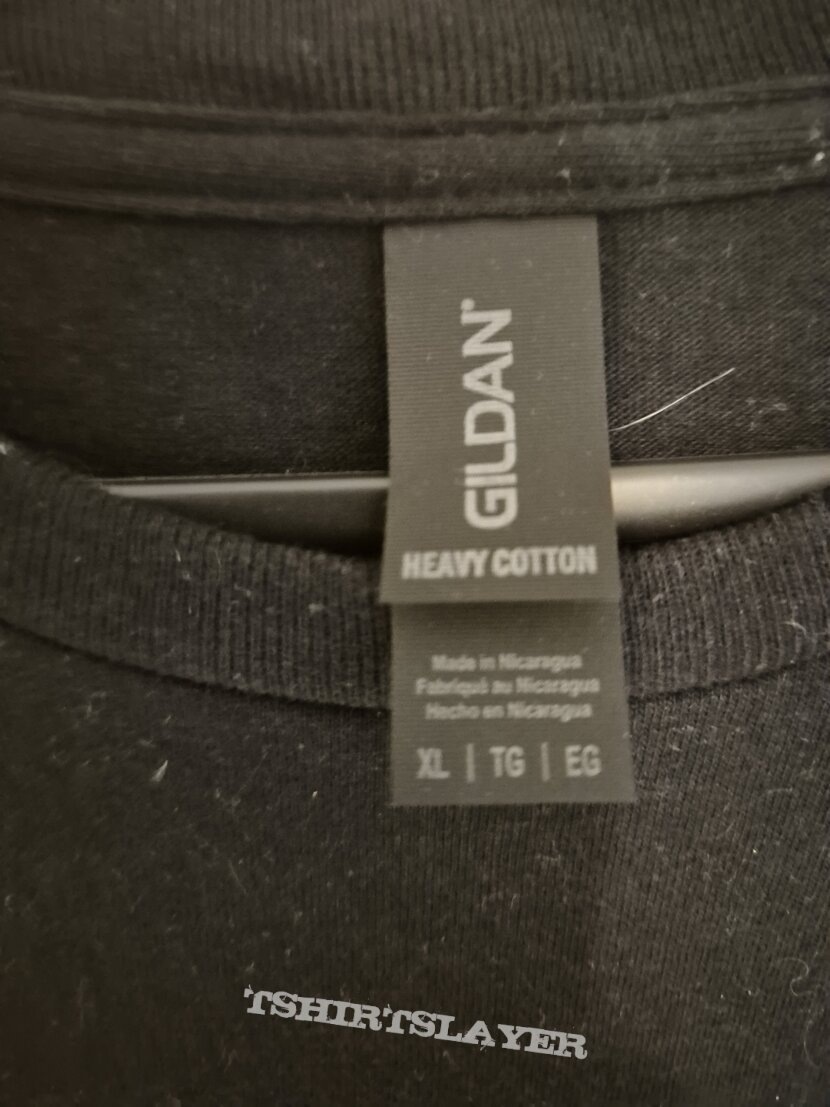 GILDAN
HEAVY COTTON
Made in Nicaragua
Fabriqué au Nicaragua
Hecho en Nicaragua
XL | TG | EG
TSHIRTSLAYER